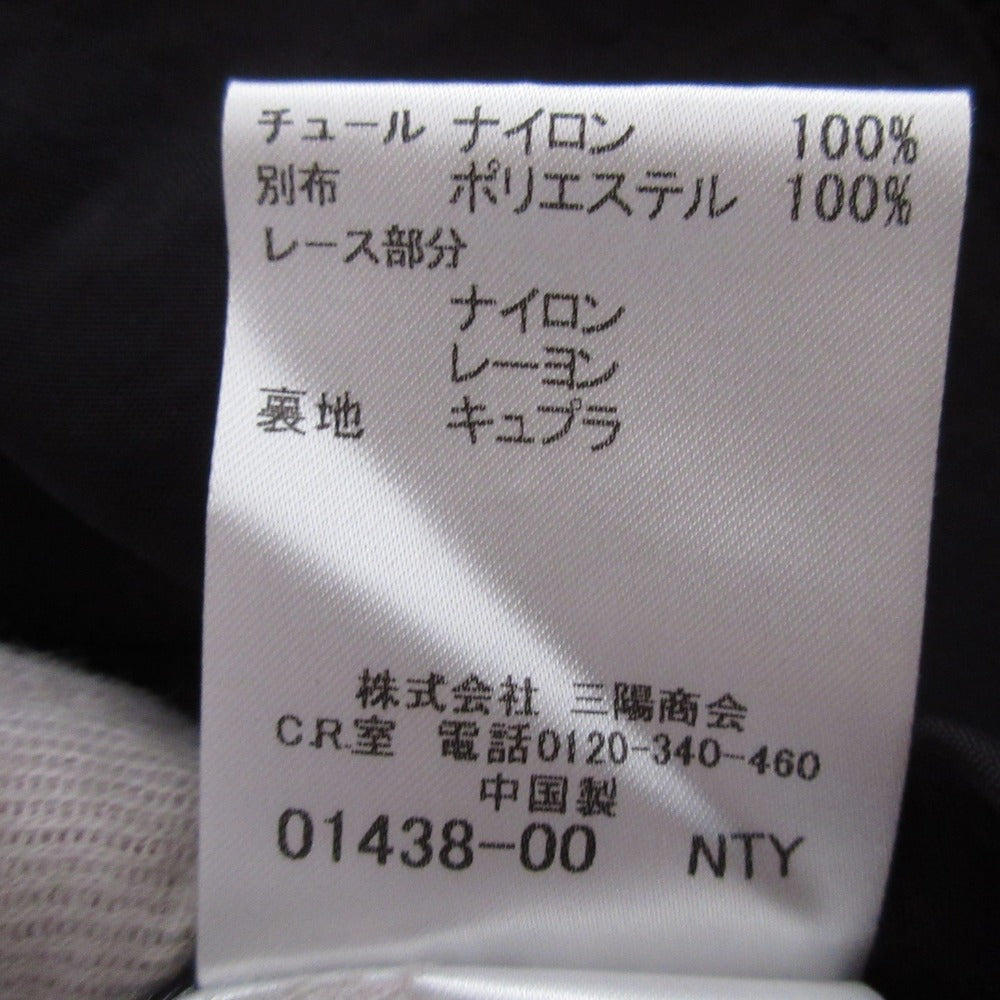 チュール ナイロン 100%
別布 ポリエステル 100%
レース部分
ナイロン
レーヨン
裏地 キュプラ
株式会社 三陽商会
C.R.室 電話0120-340-460
中国製
01438-00 NTY